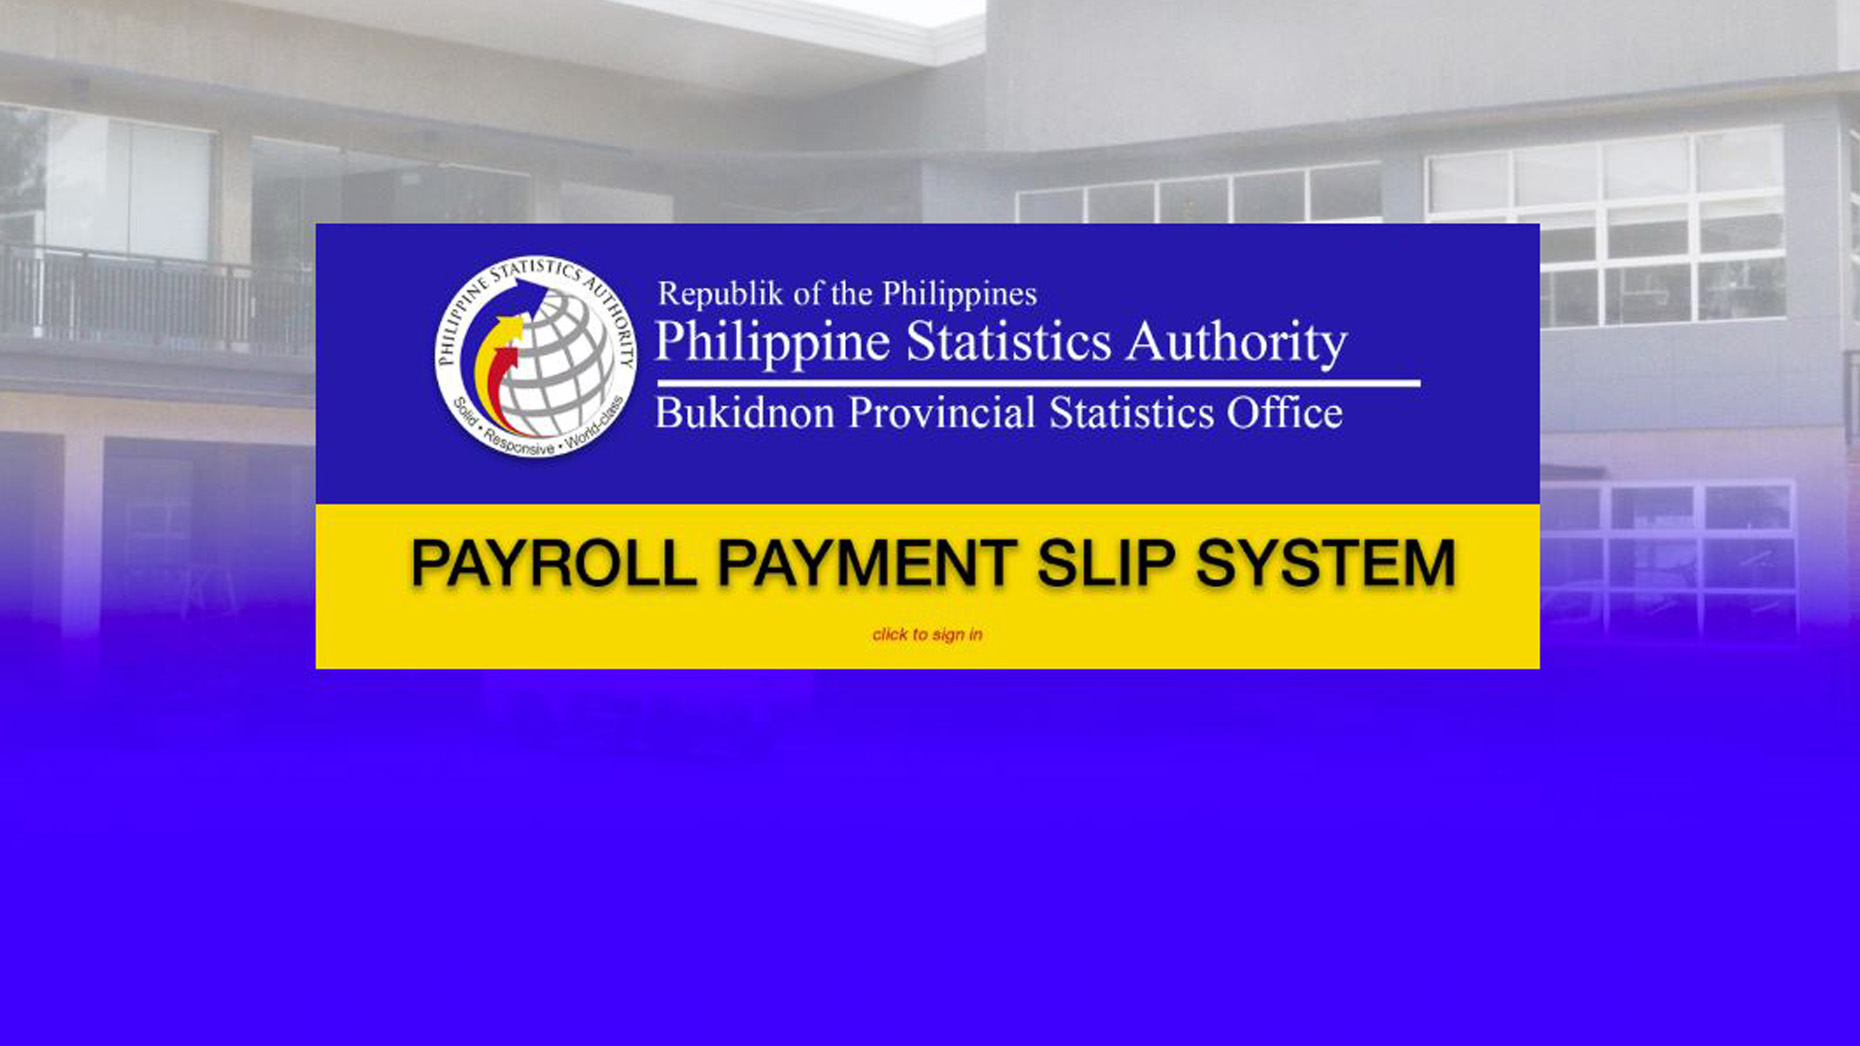 PHILIPPINE STATISTICS AUTHORITY
Solid • Responsive • World-class
Republik of the Philippines
Philippine Statistics Authority
Bukidnon Provincial Statistics Office
PAYROLL PAYMENT SLIP SYSTEM
click to sign in